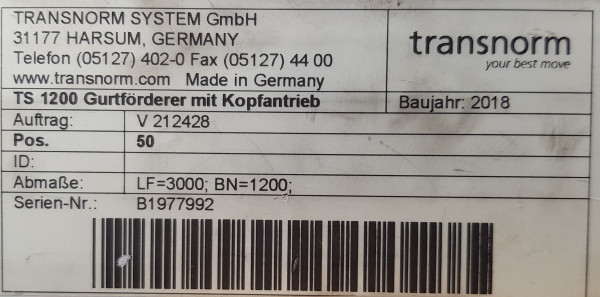 TRANSNORM SYSTEM GmbH
31177 HARSUM, GERMANY
Telefon (05127) 402-0 Fax (05127) 44 00
www.transnorm.com Made in Germany
transnorm
your best move
TS 1200 Gurtförderer mit Kopfantrieb
Baujahr: 2018
Auftrag: V 212428
Pos. 50
ID:
Abmaße: LF=3000; BN=1200;
Serien-Nr.: B1977992